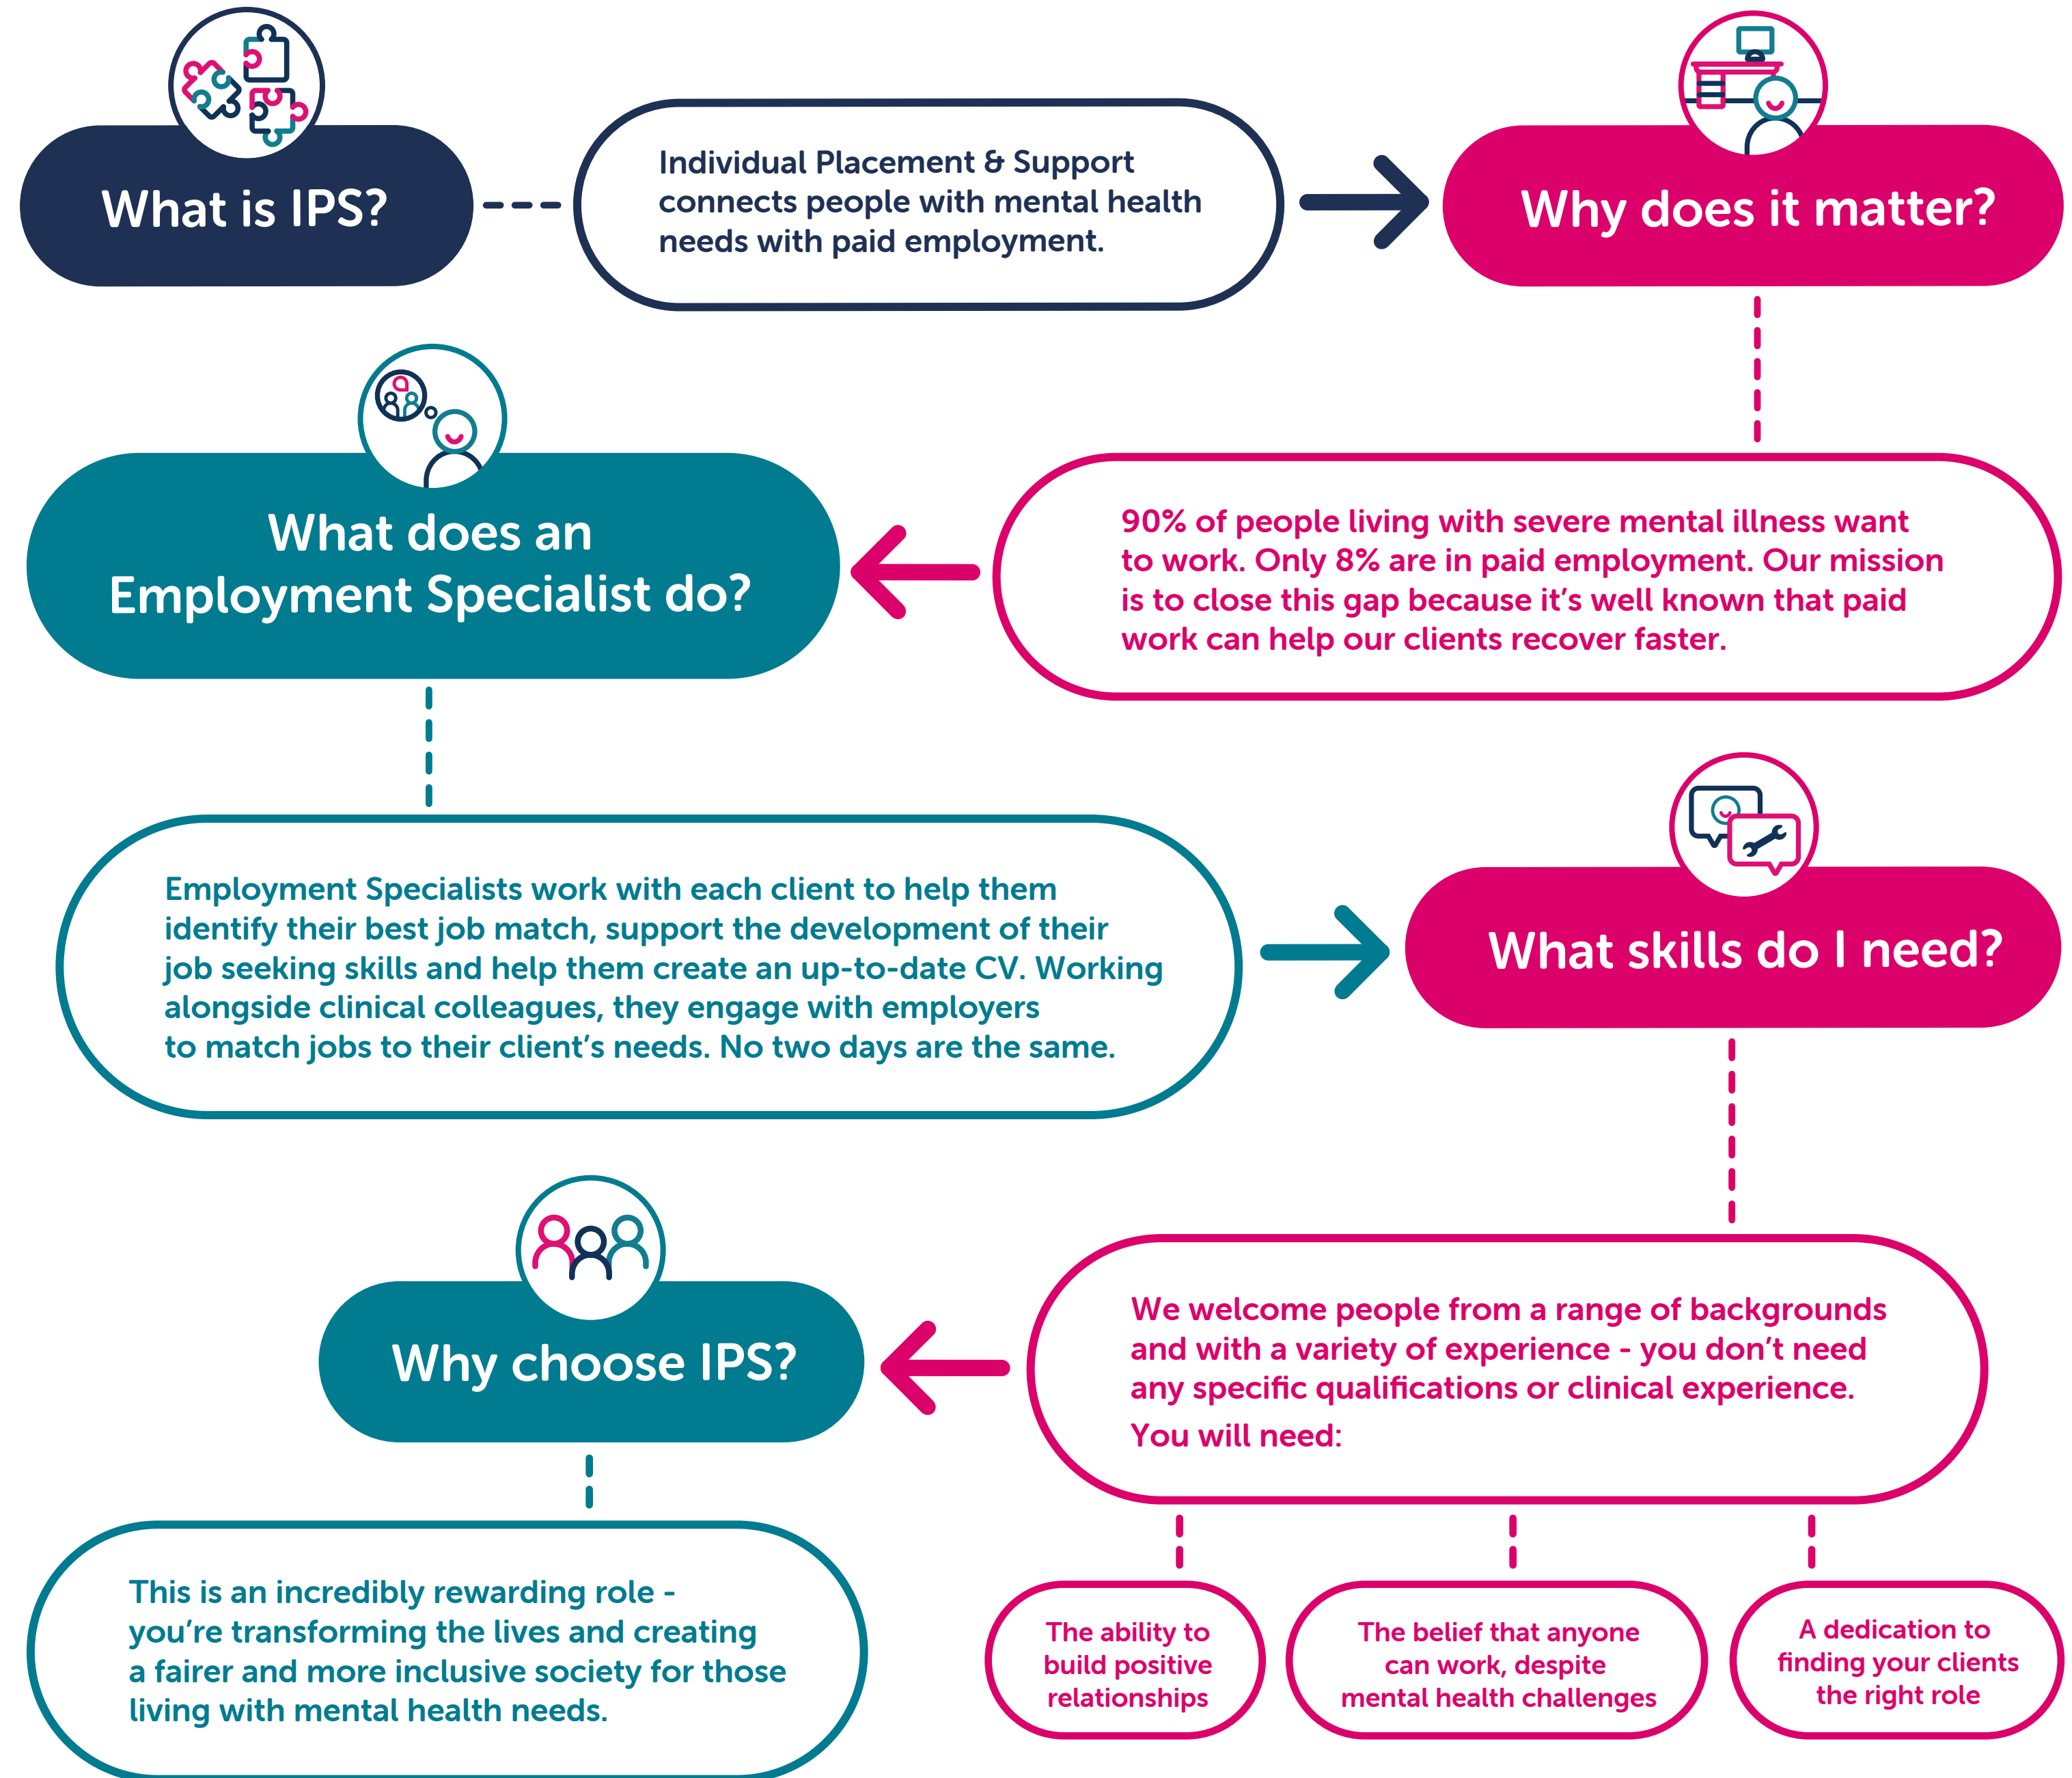 What is IPS?
Individual Placement & Support
connects people with mental health
needs with paid employment.
Why does it matter?
90% of people living with severe mental illness want
to work. Only 8% are in paid employment. Our mission
is to close this gap because it’s well known that paid
work can help our clients recover faster.
What does an
Employment Specialist do?
Employment Specialists work with each client to help them
identify their best job match, support the development of their
job seeking skills and help them create an up-to-date CV. Working
alongside clinical colleagues, they engage with employers
to match jobs to their client’s needs. No two days are the same.
What skills do I need?
We welcome people from a range of backgrounds
and with a variety of experience - you don’t need
any specific qualifications or clinical experience.
You will need:
The ability to
build positive
relationships
The belief that anyone
can work, despite
mental health challenges
A dedication to
finding your clients
the right role
Why choose IPS?
This is an incredibly rewarding role -
you’re transforming the lives and creating
a fairer and more inclusive society for those
living with mental health needs.